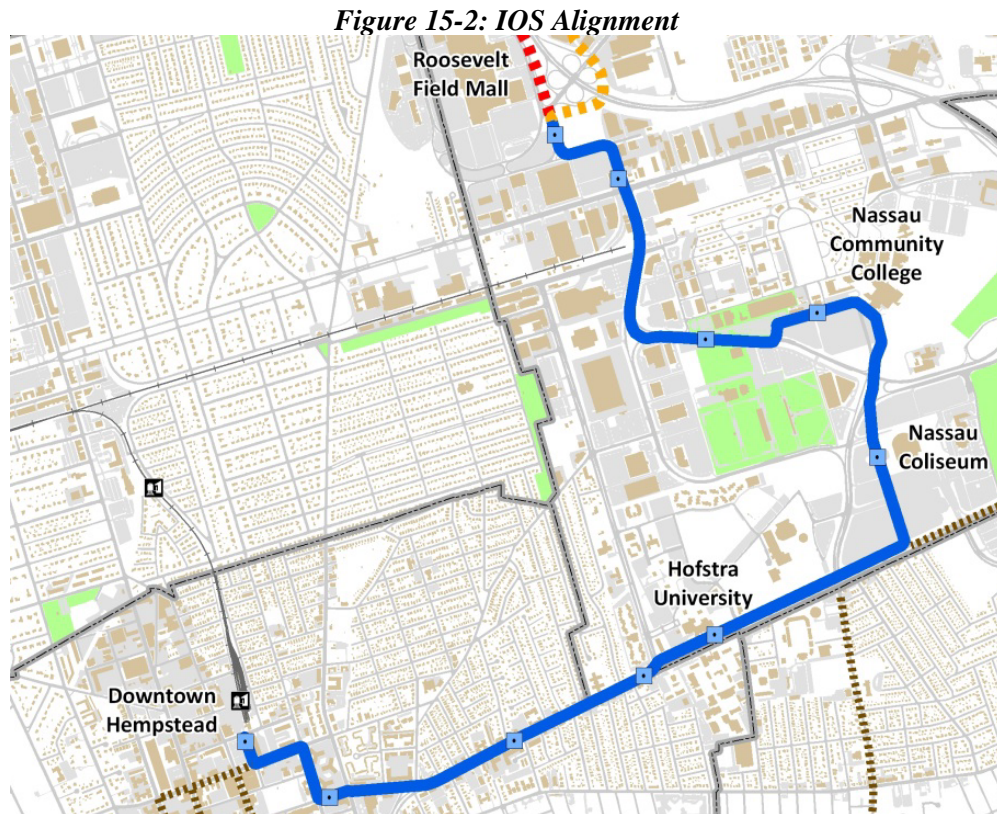 Figure 15-2: IOS Alignment
Roosevelt
Field Mall
Nassau
Community
College
Nassau
Coliseum
Hofstra
University
Downtown
Hempstead